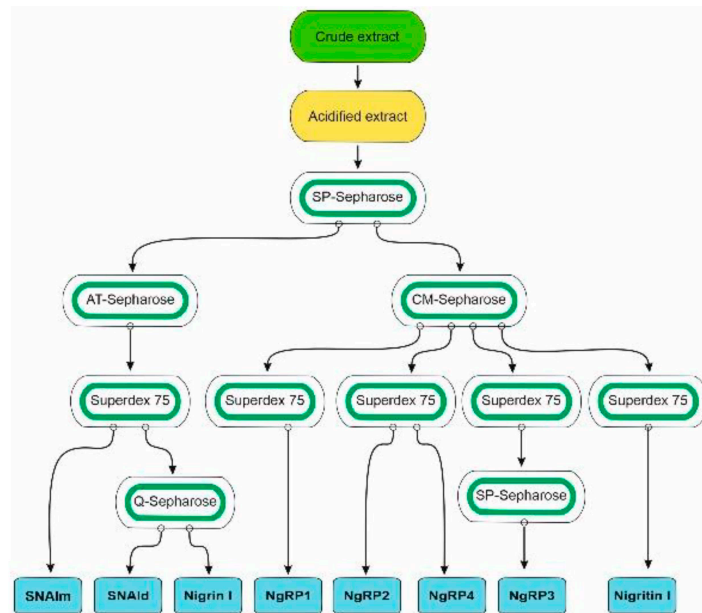 Crude extract
Acidified extract
SP-Sepharose
AT-Sepharose
CM-Sepharose
Superdex 75
Superdex 75
Superdex 75
Superdex 75
Superdex 75
Q-Sepharose
SP-Sepharose
SNAIm
SNAId
Nigrin l
NgRP1
NgRP2
NgRP4
NgRP3
Nigritin l